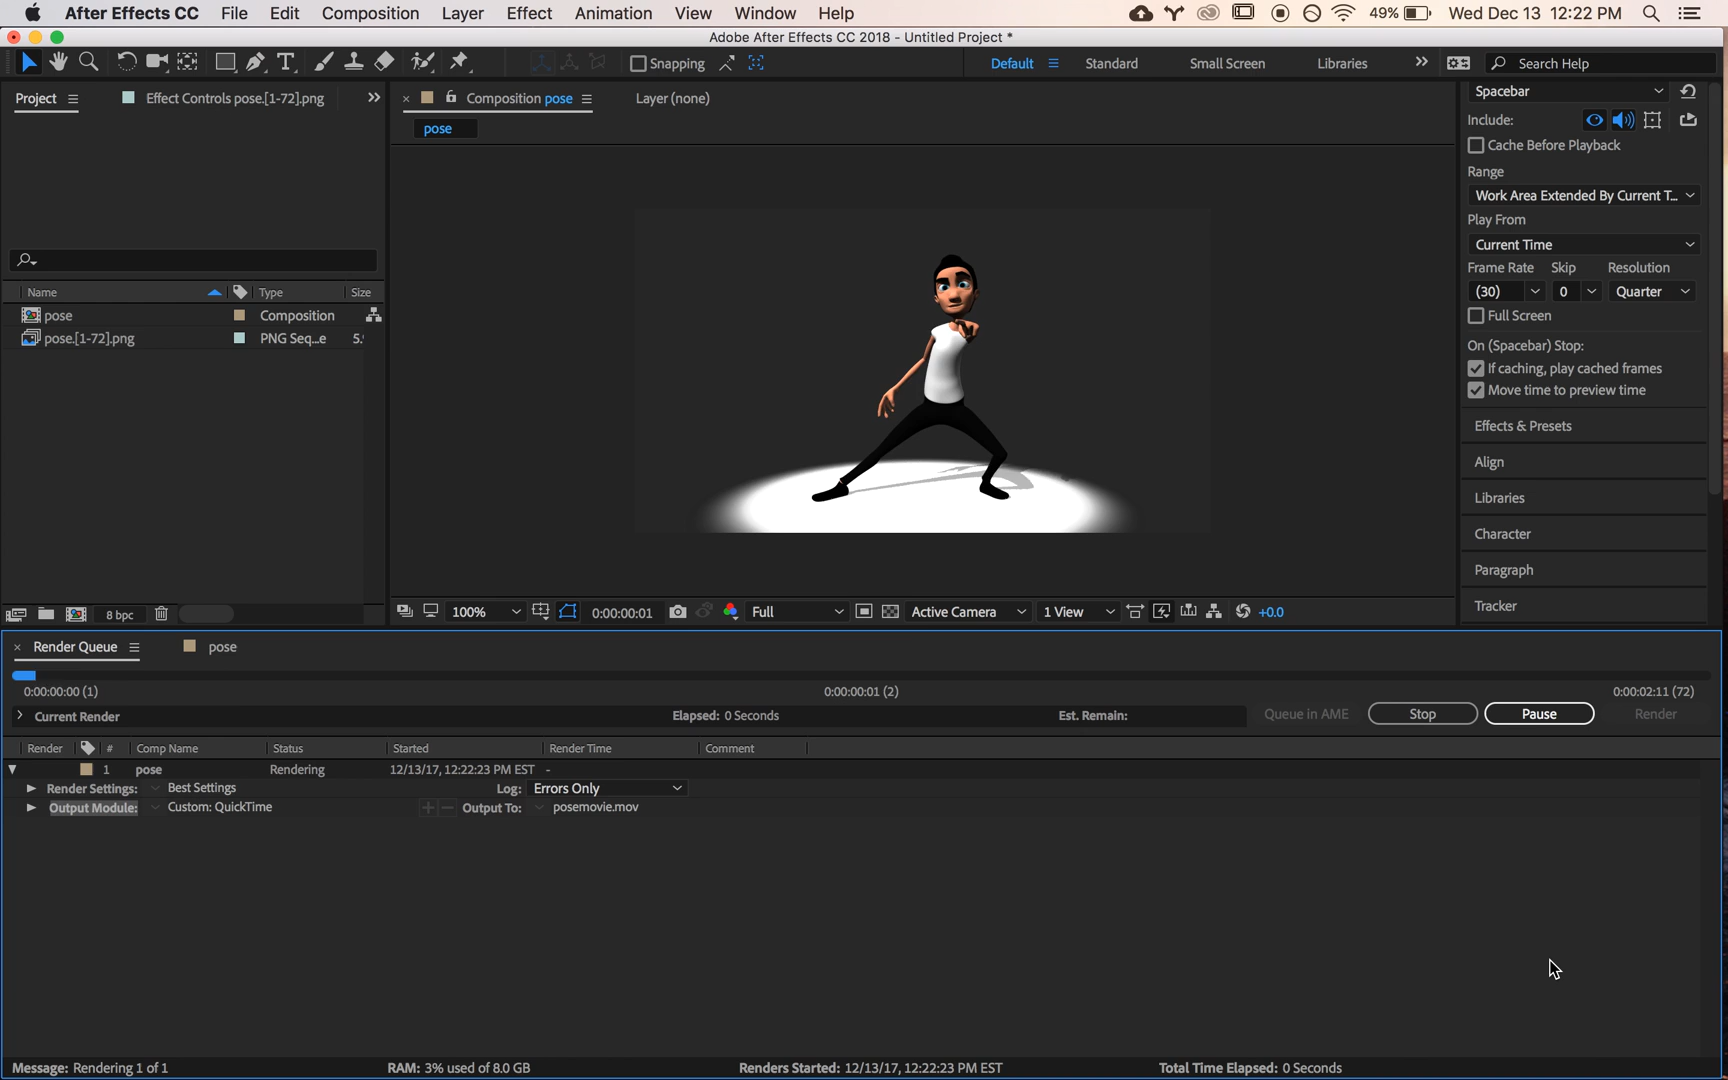 After Effects CC File Edit Composition Layer Effect Animation View Window Help 49% Wed Dec 13 12:22 PM
Adobe After Effects CC 2018 - Untitled Project *
Snapping Default Standard Small Screen Libraries Search Help
Project Effect Controls pose.[1-72].png Composition pose Layer (none)
pose
Spacebar
Include:
Cache Before Playback
Range
Work Area Extended By Current T...
Play From
Current Time
Frame Rate Skip Resolution
(30) 0 Quarter
Full Screen
On (Spacebar) Stop:
If caching, play cached frames
Move time to preview time
Effects & Presets
Align
Libraries
Character
Paragraph
Tracker
Name Type Size
pose Composition
pose.[1-72].png PNG Seq...e 5.
8 bpc 100% 0:00:00:01 Full Active Camera 1 View +0.0
Render Queue pose
0:00:00:00 (1) 0:00:00:01 (2) 0:00:02:11 (72)
Current Render Elapsed: 0 Seconds Est. Remain: Queue in AME Stop Pause Render
Render # Comp Name Status Started Render Time Comment
1 pose Rendering 12/13/17, 12:22:23 PM EST -
Render Settings: Best Settings Log: Errors Only
Output Module: Custom: QuickTime Output To: posemovie.mov
Message: Rendering 1 of 1 RAM: 3% used of 8.0 GB Renders Started: 12/13/17, 12:22:23 PM EST Total Time Elapsed: 0 Seconds